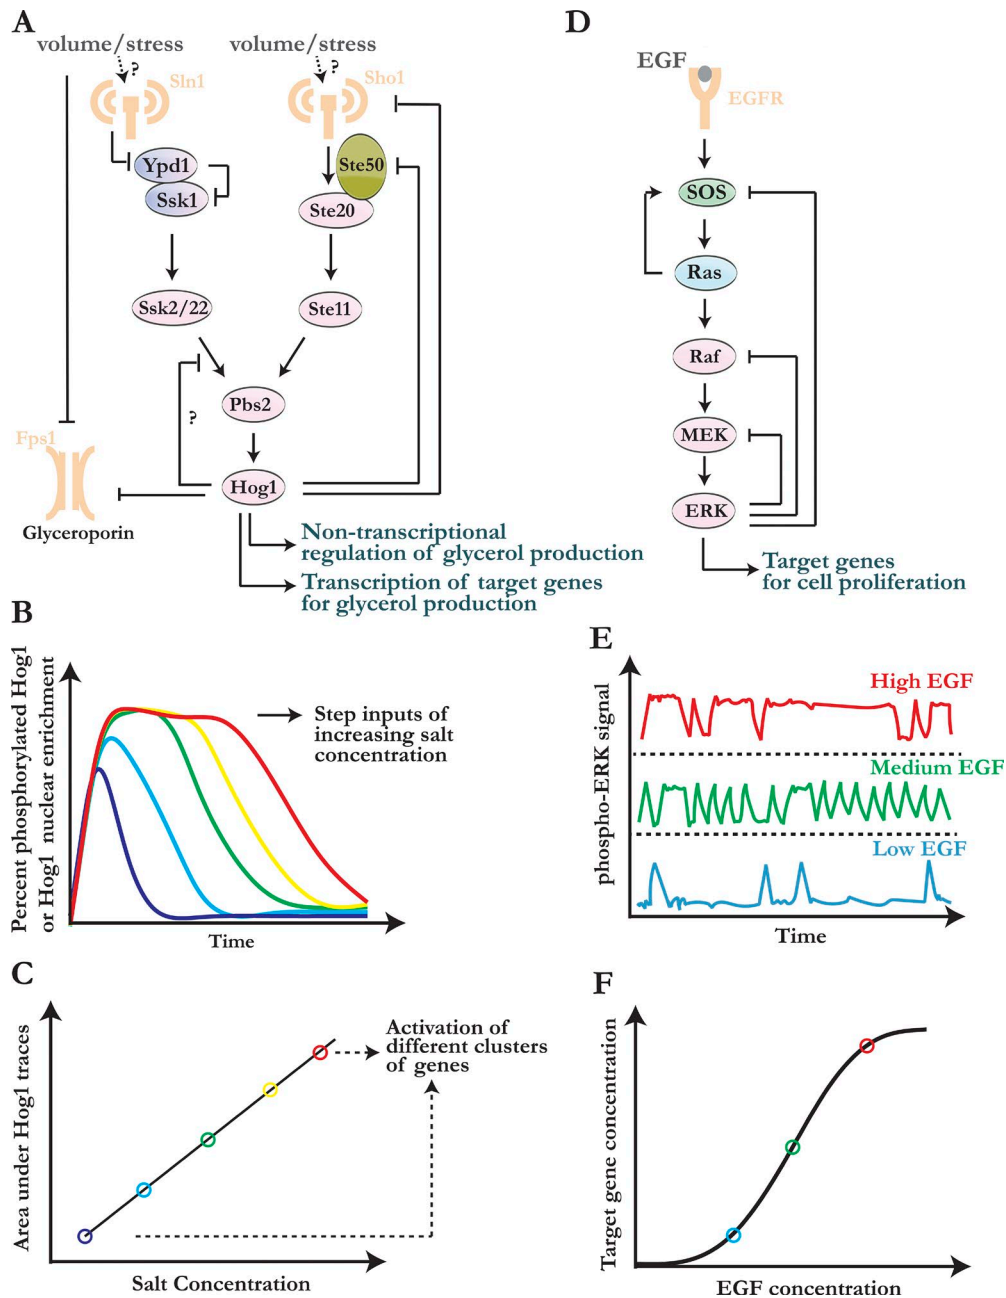 A
volume/stress
volume/stress
?
?
Sln1
Sho1
Ypd1
Ssk1
Ste50
Ste20
Ssk2/22
Ste11
Pbs2
?
Fps1
Hog1
Glyceroporin
Non-transcriptional
regulation of glycerol production
Transcription of target genes
for glycerol production
D
EGF
EGFR
SOS
Ras
Raf
MEK
ERK
Target genes
for cell proliferation
B
Percent phosphorylated Hog1
or Hog1 nuclear enrichment
Step inputs of
increasing salt
concentration
Time
E
phospho-ERK signal
High EGF
Medium EGF
Low EGF
Time
C
Area under Hog1 traces
Activation of
different clusters
of genes
Salt Concentration
F
Target gene concentration
EGF concentration